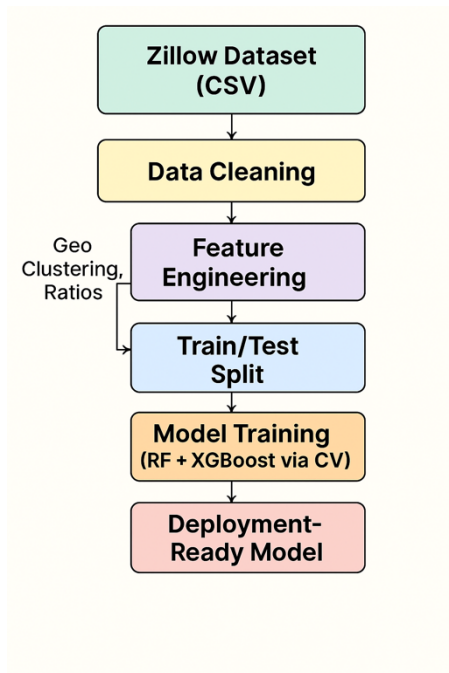 Zillow Dataset
(CSV)
Data Cleaning
Geo
Clustering,
Ratios
Feature
Engineering
Train/Test
Split
Model Training
(RF + XGBoost via CV)
Deployment-
Ready Model